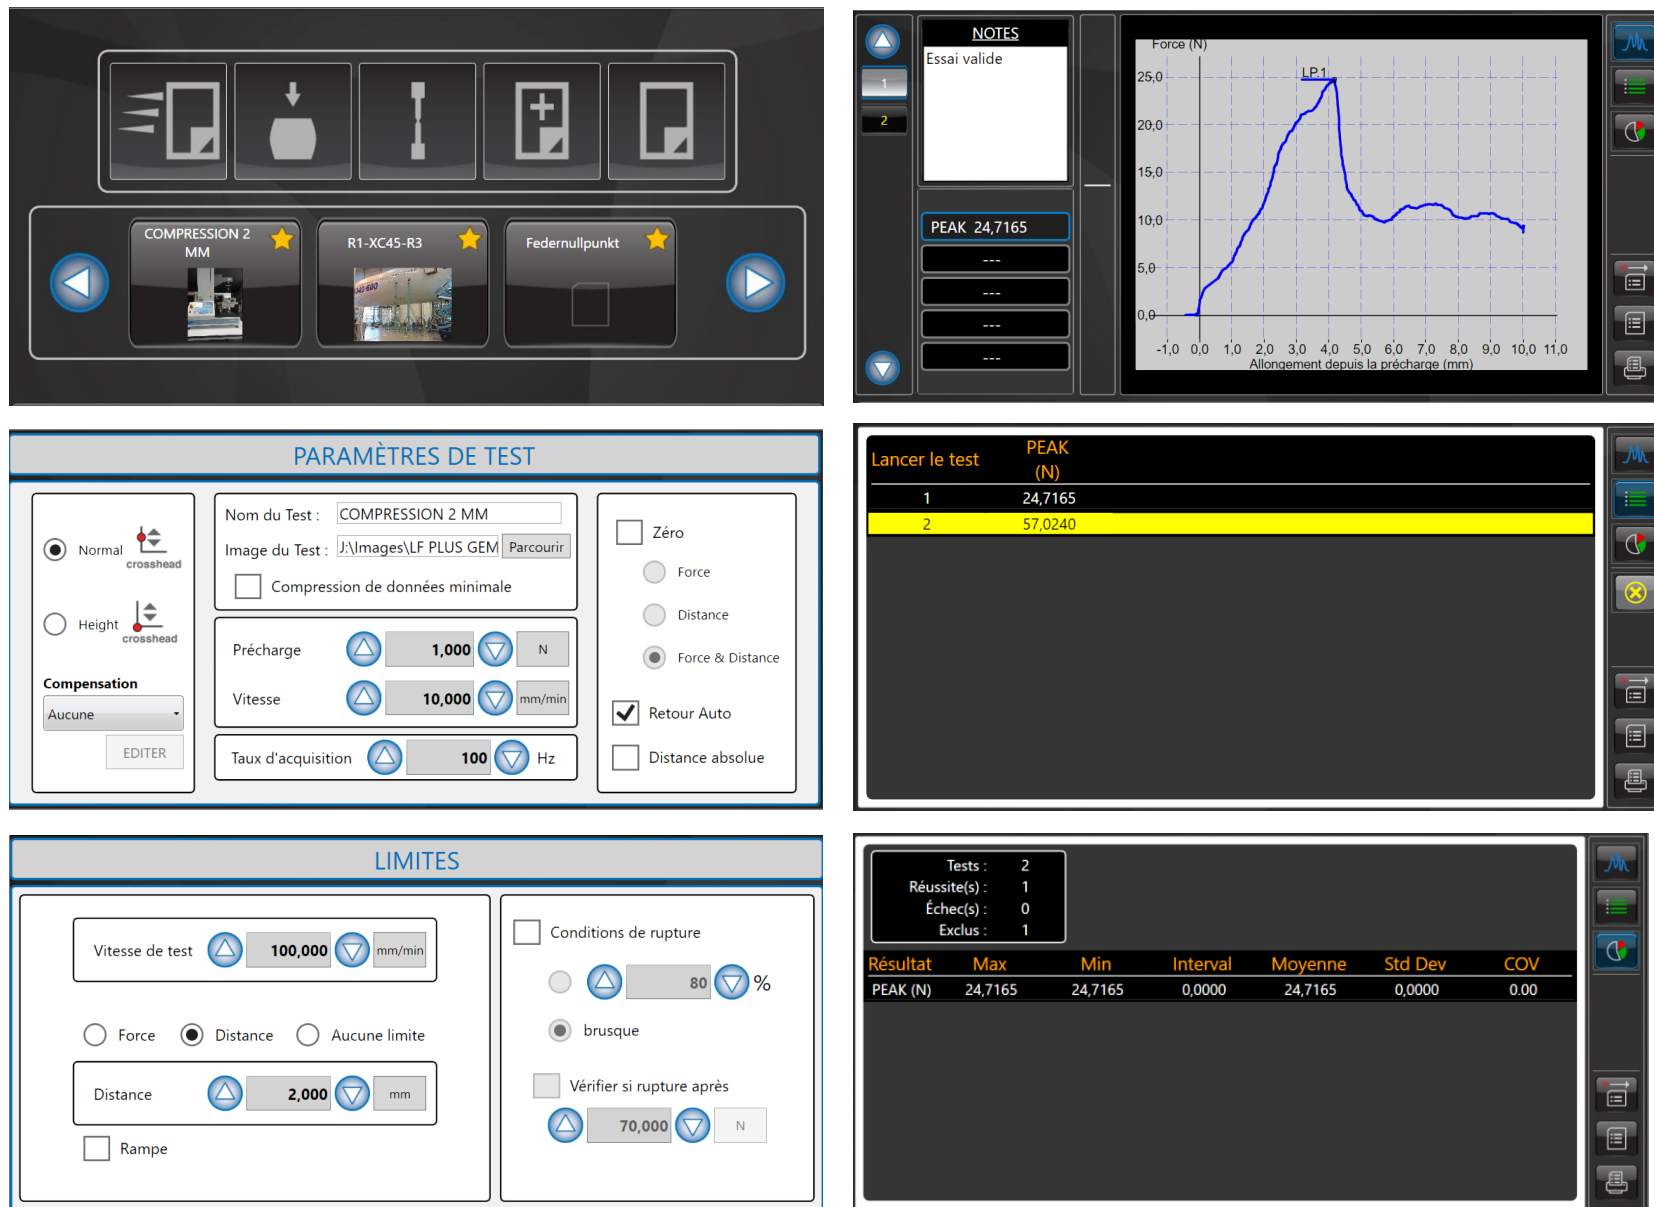 COMPRESSION 2
MM
R1-XC45-R3
Federnullpunkt
NOTES
Essai valide
1
2
PEAK 24,7165
---
---
---
---
Force (N)
LP.1
25,0
20,0
15,0
10,0
5,0
0,0
-1,0 0,0 1,0 2,0 3,0 4,0 5,0 6,0 7,0 8,0 9,0 10,0 11,0
Allongement depuis la précharge (mm)
PARAMÈTRES DE TEST
Normal
crosshead
Height
crosshead
Compensation
Aucune
EDITER
Nom du Test : COMPRESSION 2 MM
Image du Test : J:\Images\LF PLUS GEM Parcourir
Compression de données minimale
Précharge 1,000 N
Vitesse 10,000 mm/min
Taux d'acquisition 100 Hz
Zéro
Force
Distance
Force & Distance
Retour Auto
Distance absolue
Lancer le test PEAK
(N)
1 24,7165
2 57,0240
LIMITES
Vitesse de test 100,000 mm/min
Force Distance Aucune limite
Distance 2,000 mm
Rampe
Conditions de rupture
80 %
brusque
Vérifier si rupture après
70,000 N
Tests : 2
Réussite(s) : 1
Échec(s) : 0
Exclus : 1
Résultat Max Min Interval Moyenne Std Dev COV
PEAK (N) 24,7165 24,7165 0,0000 24,7165 0,0000 0.00